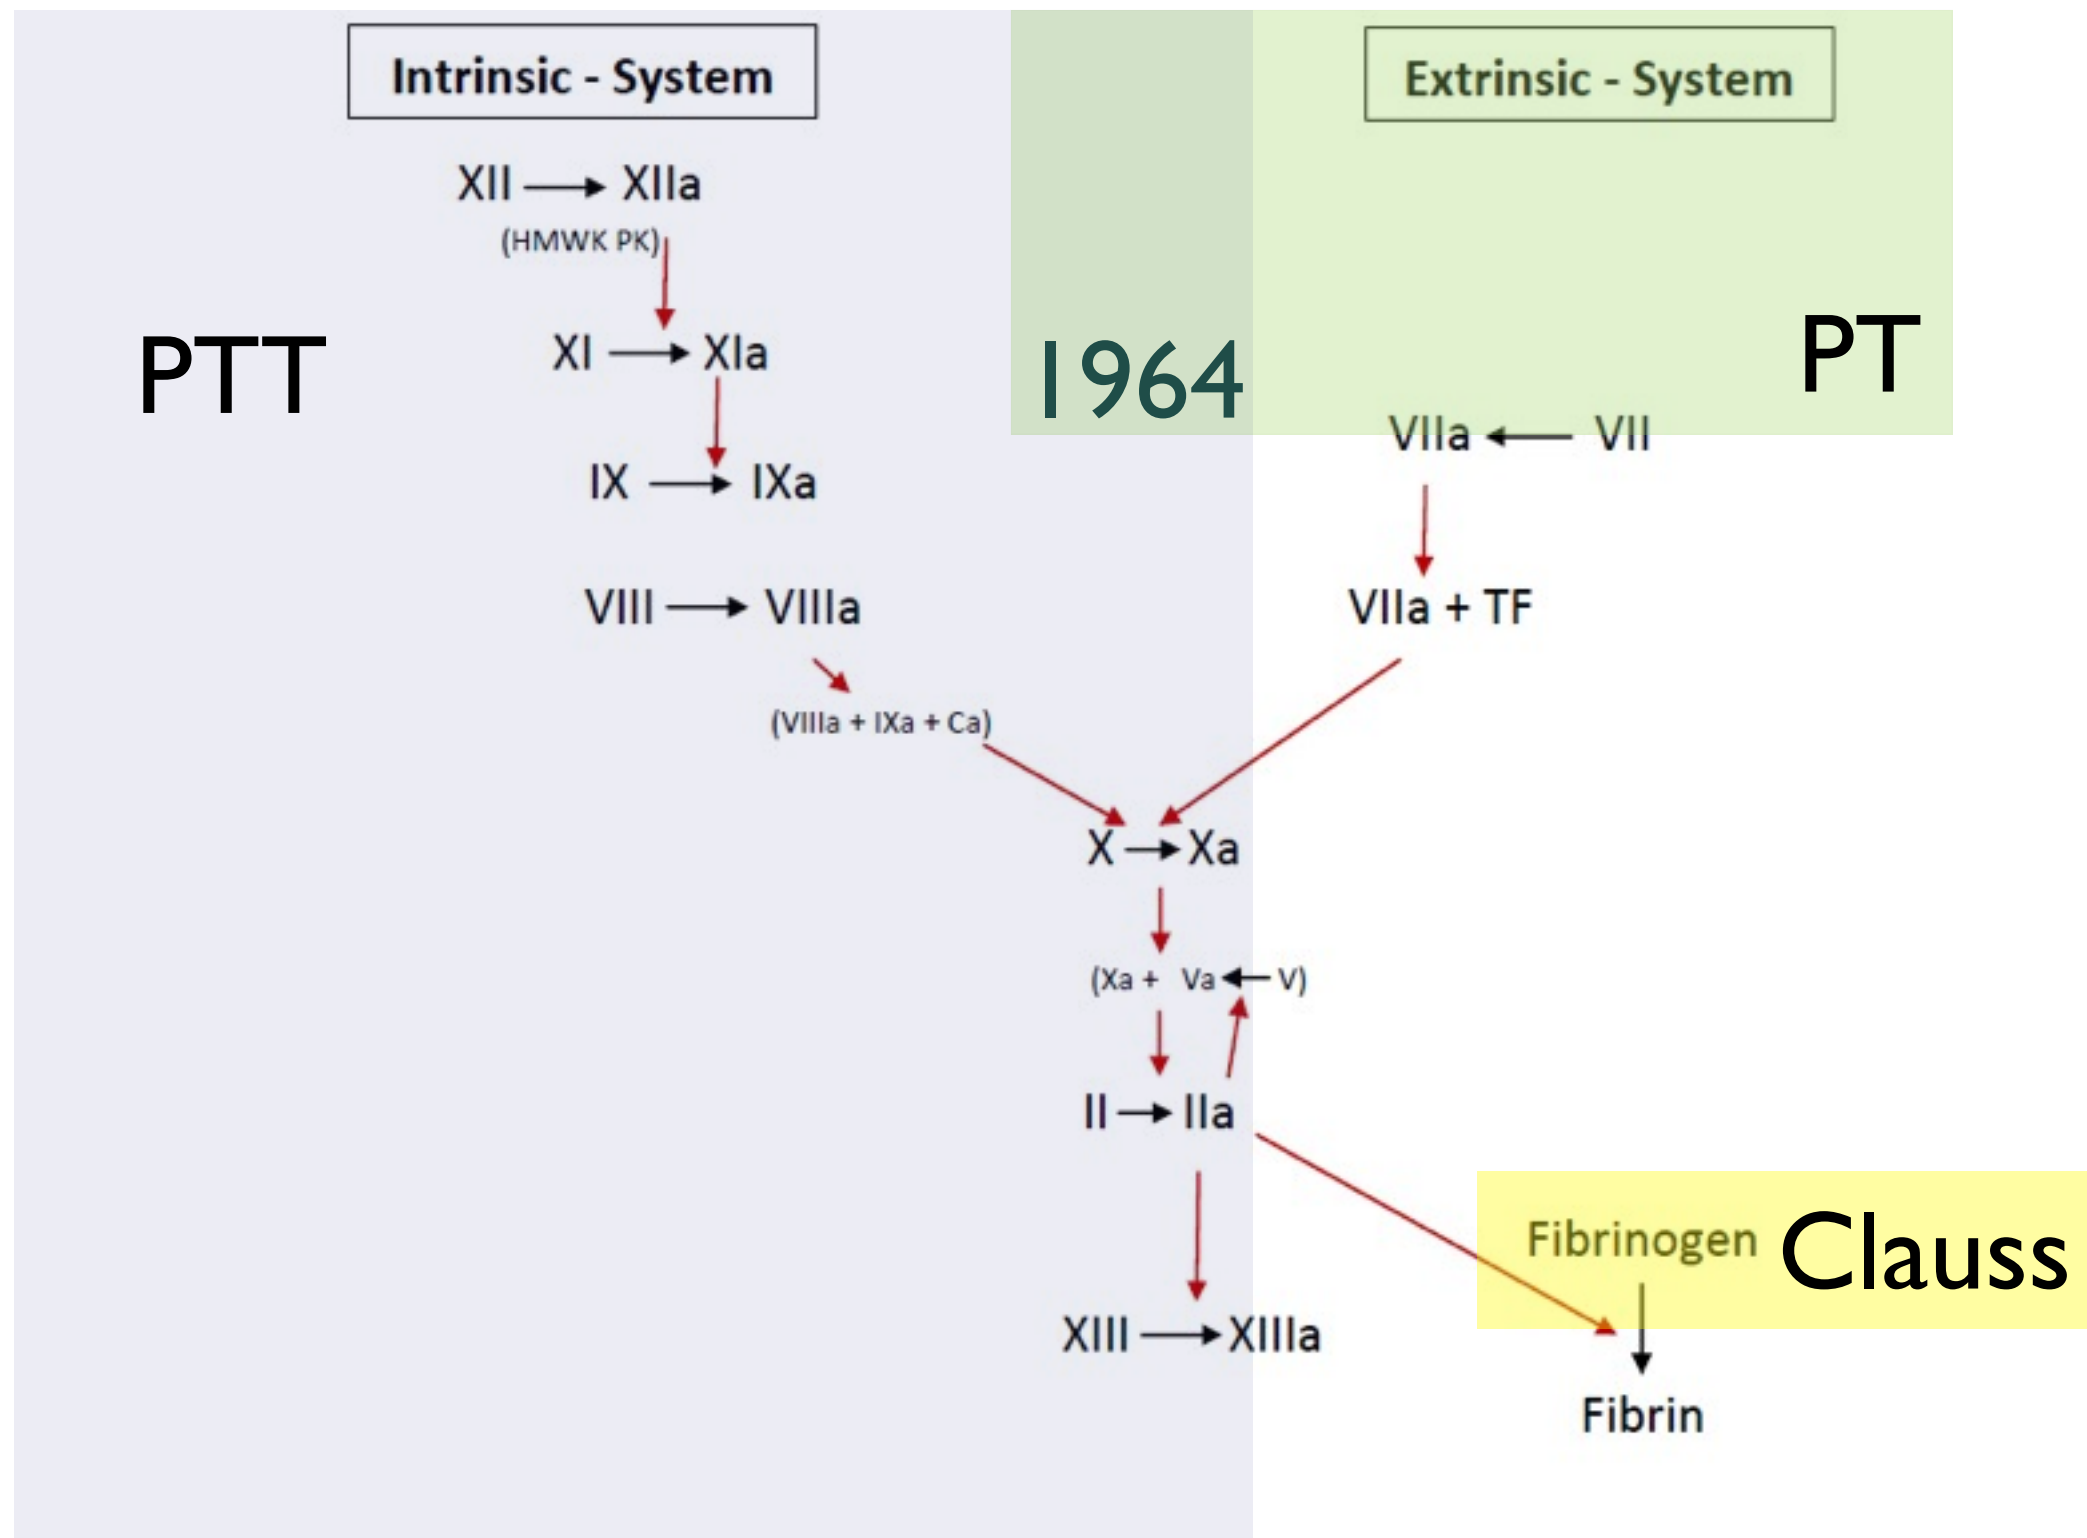 Intrinsic - System
Extrinsic - System
XII XIIa
(HMWK PK)
PTT
XI XIa
1964
PT
VIIa VII
IX IXa
VIII VIIIa
VIIa + TF
(VIIIa + IXa + Ca)
X Xa
(Xa + Va V)
II IIa
Fibrinogen Clauss
XIII XIIIa
Fibrin